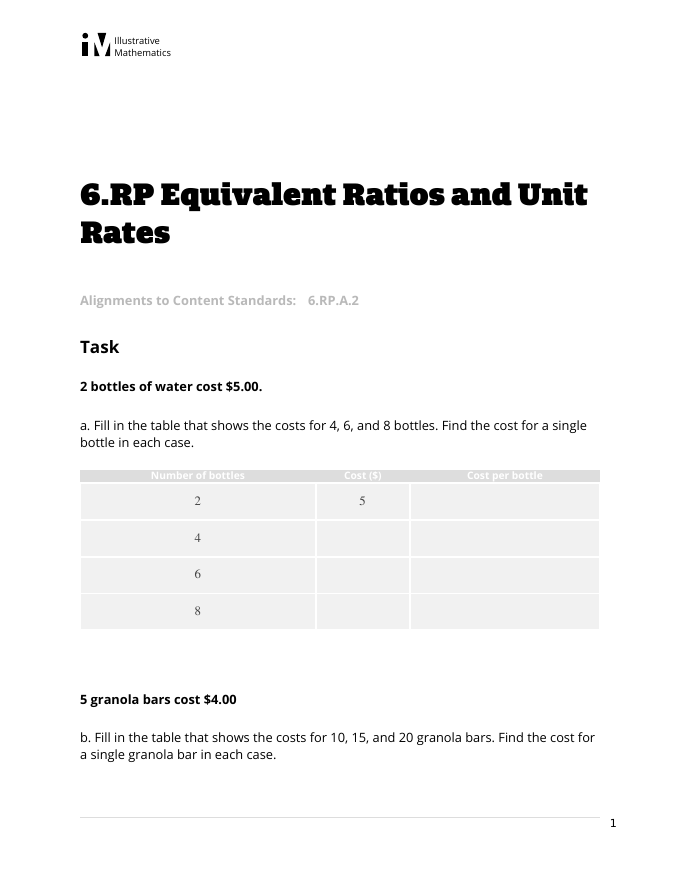 Illustrative
Mathematics
6.RP Equivalent Ratios and Unit
Rates
Alignments to Content Standards: 6.RP.A.2
Task
2 bottles of water cost $5.00.
a. Fill in the table that shows the costs for 4, 6, and 8 bottles. Find the cost for a single
bottle in each case.
Number of bottles Cost ($) Cost per bottle
2 5
4
6
8
5 granola bars cost $4.00
b. Fill in the table that shows the costs for 10, 15, and 20 granola bars. Find the cost for
a single granola bar in each case.
1